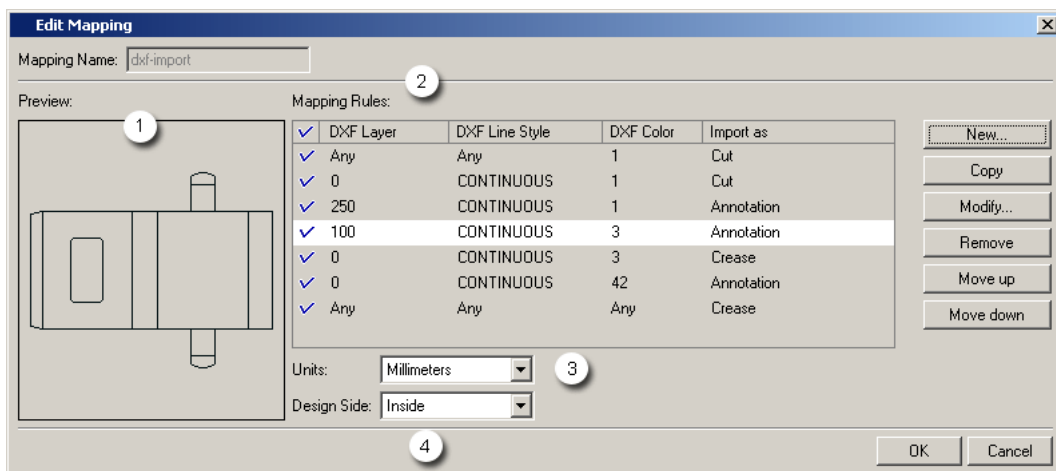 Edit Mapping
Mapping Name: dxf-import
2
Preview:
Mapping Rules:
1
DXF Layer DXF Line Style DXF Color Import as
Any Any 1 Cut
0 CONTINUOUS 1 Cut
250 CONTINUOUS 1 Annotation
100 CONTINUOUS 3 Annotation
0 CONTINUOUS 3 Crease
0 CONTINUOUS 42 Annotation
Any Any Any Crease
New...
Copy
Modify...
Remove
Move up
Move down
Units: Millimeters
3
Design Side: Inside
4
OK Cancel